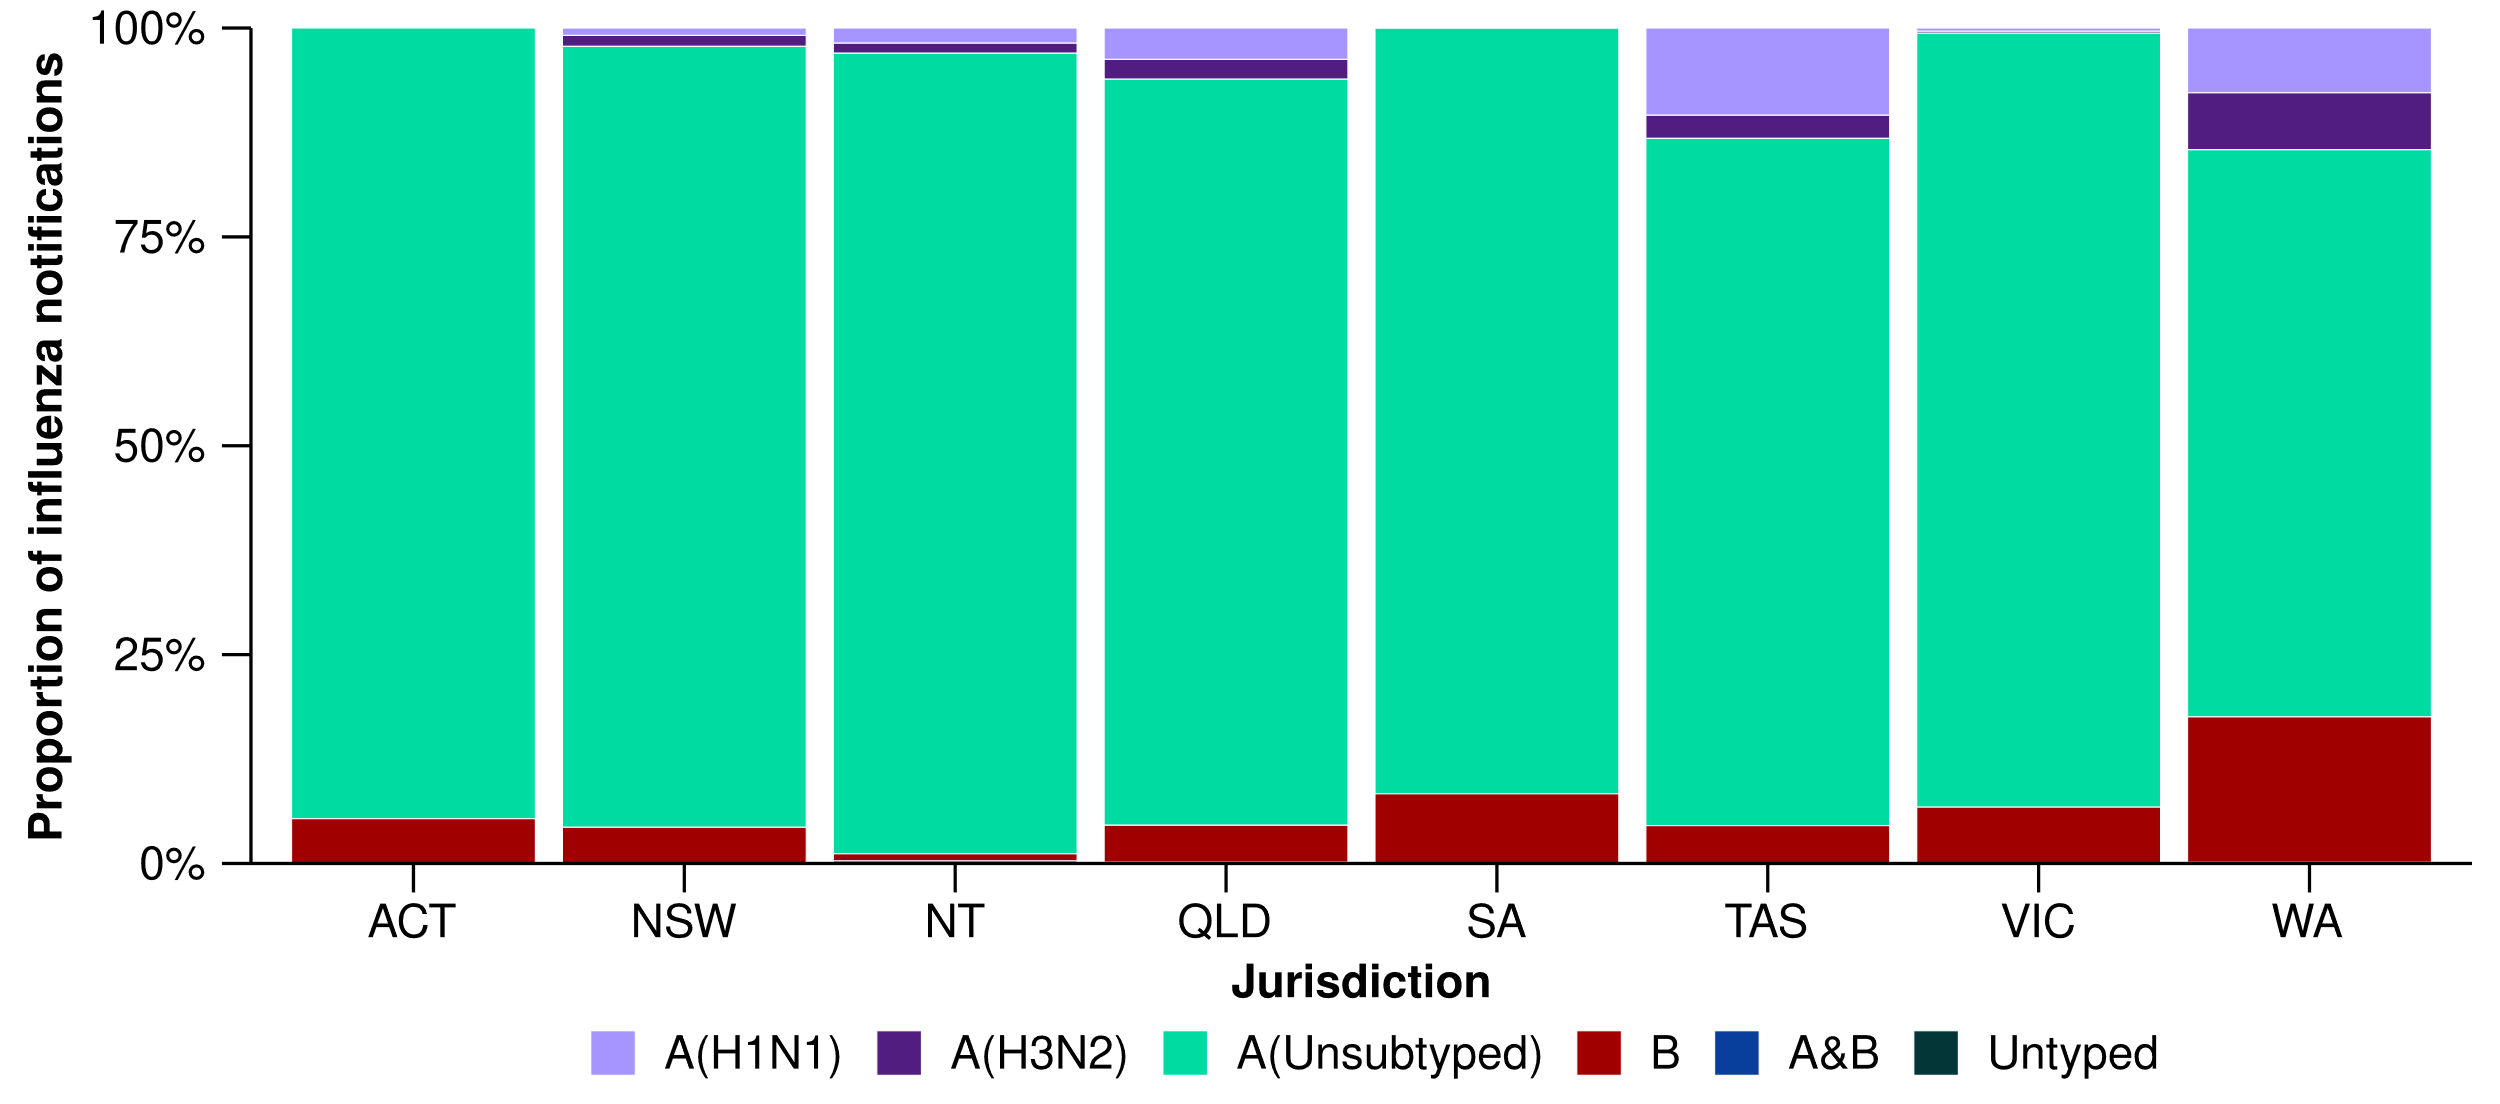 Proportion of influenza notifications
100%
75%
50%
25%
0%
ACT NSW NT QLD SA TAS VIC WA
Jurisdiction
A(H1N1) A(H3N2) A(Unsubtyped) B A&B Untyped